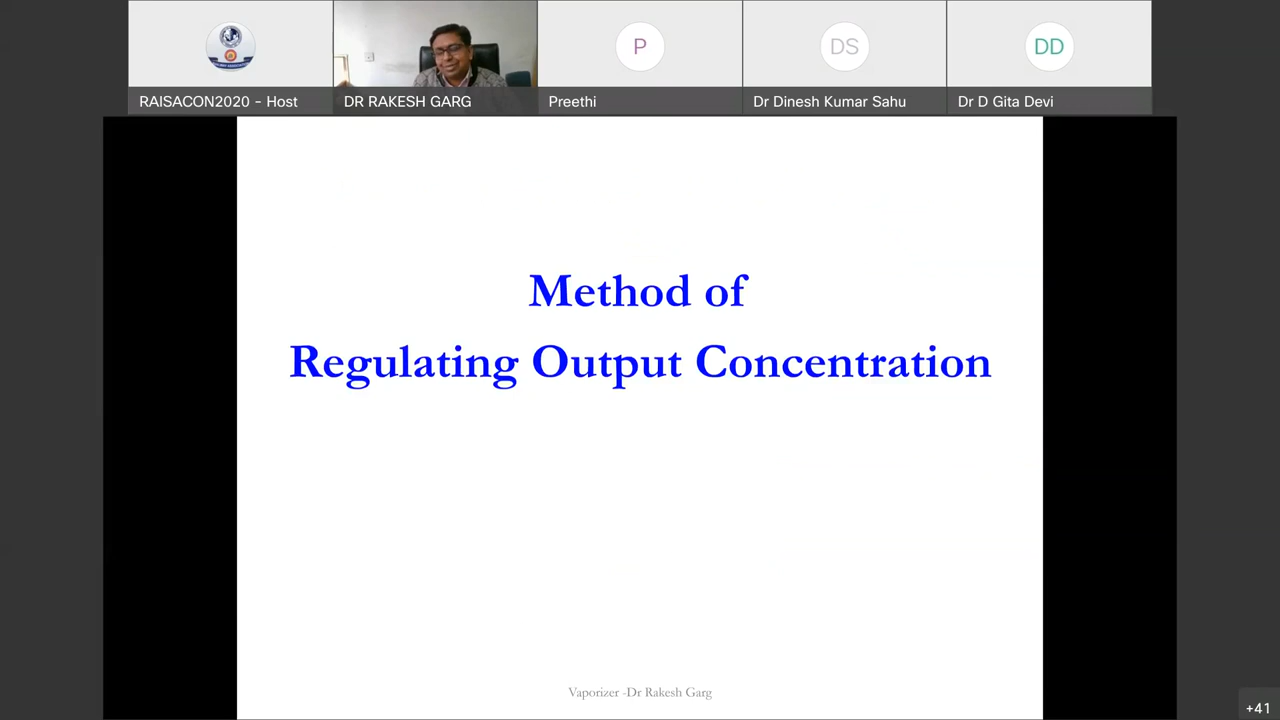 P
DS
DD
RAISACON2020 - Host
DR RAKESH GARG
Preethi
Dr Dinesh Kumar Sahu
Dr D Gita Devi
Method of
Regulating Output Concentration
Vaporizer -Dr Rakesh Garg
+41